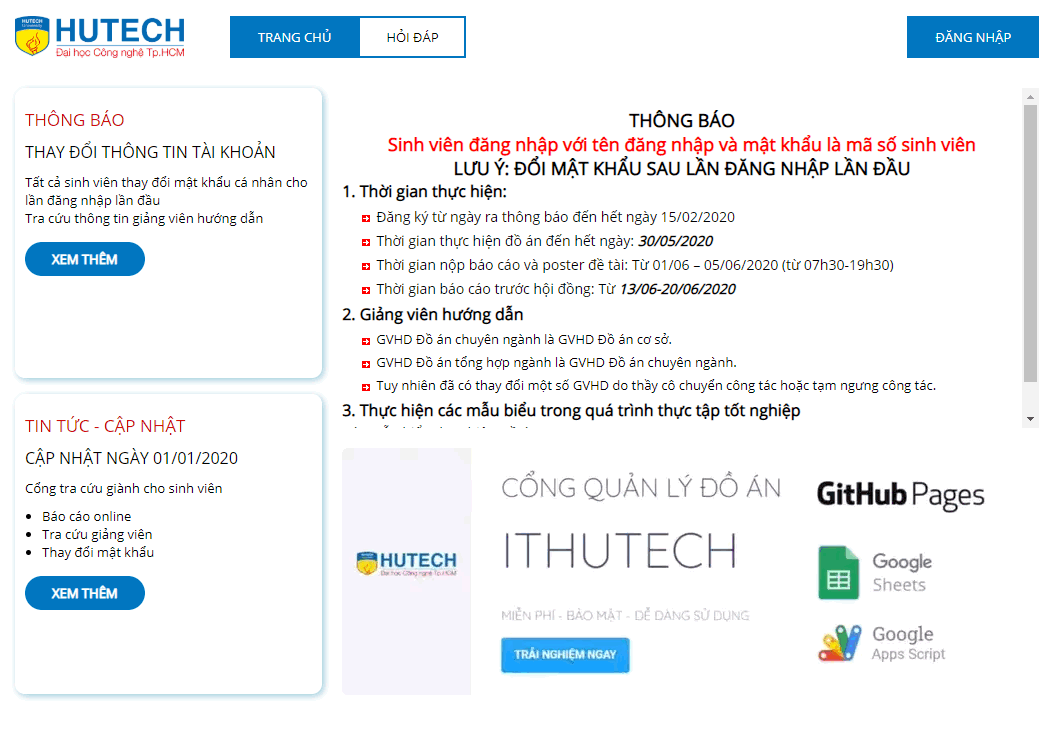 HUTECH
University
HUTECH
Đại học Công nghệ Tp.HCM
TRANG CHỦ
HỎI ĐÁP
ĐĂNG NHẬP
THÔNG BÁO
THAY ĐỔI THÔNG TIN TÀI KHOẢN
Tất cả sinh viên thay đổi mật khẩu cá nhân cho
lần đăng nhập lần đầu
Tra cứu thông tin giảng viên hướng dẫn
XEM THÊM
TIN TỨC - CẬP NHẬT
CẬP NHẬT NGÀY 01/01/2020
Cổng tra cứu giành cho sinh viên
Báo cáo online
Tra cứu giảng viên
Thay đổi mật khẩu
XEM THÊM
THÔNG BÁO
Sinh viên đăng nhập với tên đăng nhập và mật khẩu là mã số sinh viên
LƯU Ý: ĐỔI MẬT KHẨU SAU LẦN ĐĂNG NHẬP LẦN ĐẦU
1. Thời gian thực hiện:
Đăng ký từ ngày ra thông báo đến hết ngày 15/02/2020
Thời gian thực hiện đồ án đến hết ngày: 30/05/2020
Thời gian nộp báo cáo và poster đề tài: Từ 01/06 – 05/06/2020 (từ 07h30-19h30)
Thời gian báo cáo trước hội đồng: Từ 13/06-20/06/2020
2. Giảng viên hướng dẫn
GVHD Đồ án chuyên ngành là GVHD Đồ án cơ sở.
GVHD Đồ án tổng hợp ngành là GVHD Đồ án chuyên ngành.
Tuy nhiên đã có thay đổi một số GVHD do thầy cô chuyển công tác hoặc tạm ngưng công tác.
3. Thực hiện các mẫu biểu trong quá trình thực tập tốt nghiệp
HUTECH
Đại học Công nghệ Tp.HCM
CỔNG QUẢN LÝ ĐỒ ÁN
ITHUTECH
MIỄN PHÍ - BẢO MẬT - DỄ DÀNG SỬ DỤNG
TRẢI NGHIỆM NGAY
GitHub Pages
Google
Sheets
Google
Apps Script